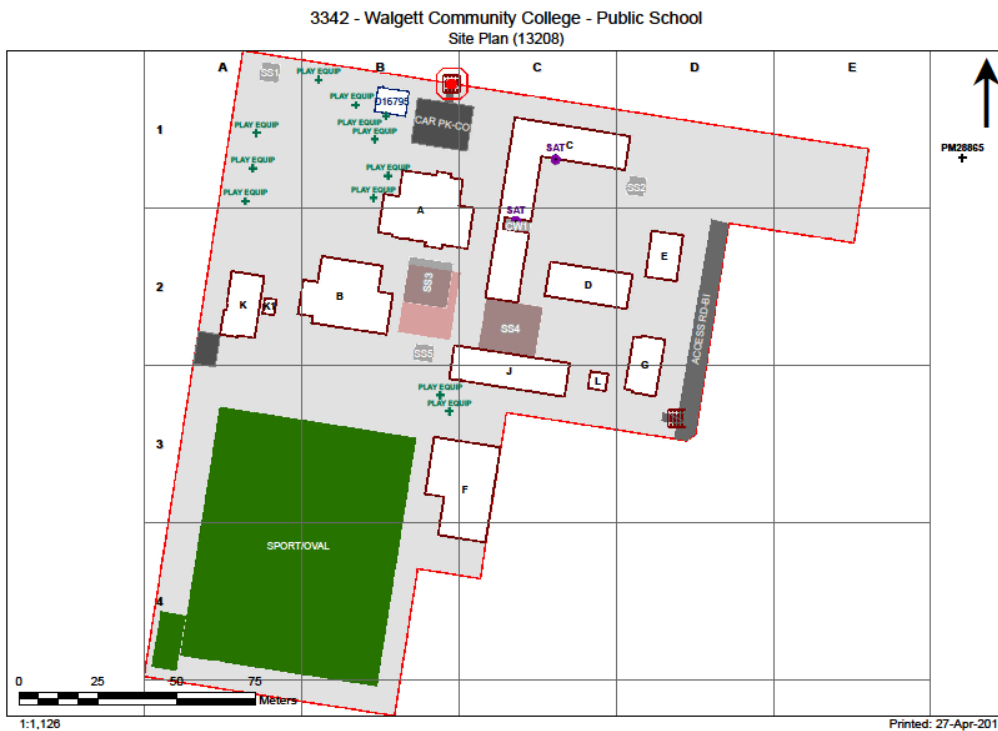 3342 - Walgett Community College - Public School
Site Plan (13208)
A B C D E
SS1
PLAY EQUIP
PLAY EQUIP
D16795
CAR PK-CO
PLAY EQUIP
PLAY EQUIP
1
SAT C
PM28865
PLAY EQUIP
PLAY EQUIP
SS2
PLAY EQUIP
PLAY EQUIP
A
SAT
CW1
E
2
SS3
D
K
K1
B
SS4
ACCESS RD-BI
SS5
J
G
L
PLAY EQUIP
PLAY EQUIP
3
F
SPORT/OVAL
4
0 25 50 75
Meters
1:1,126
Printed: 27-Apr-201